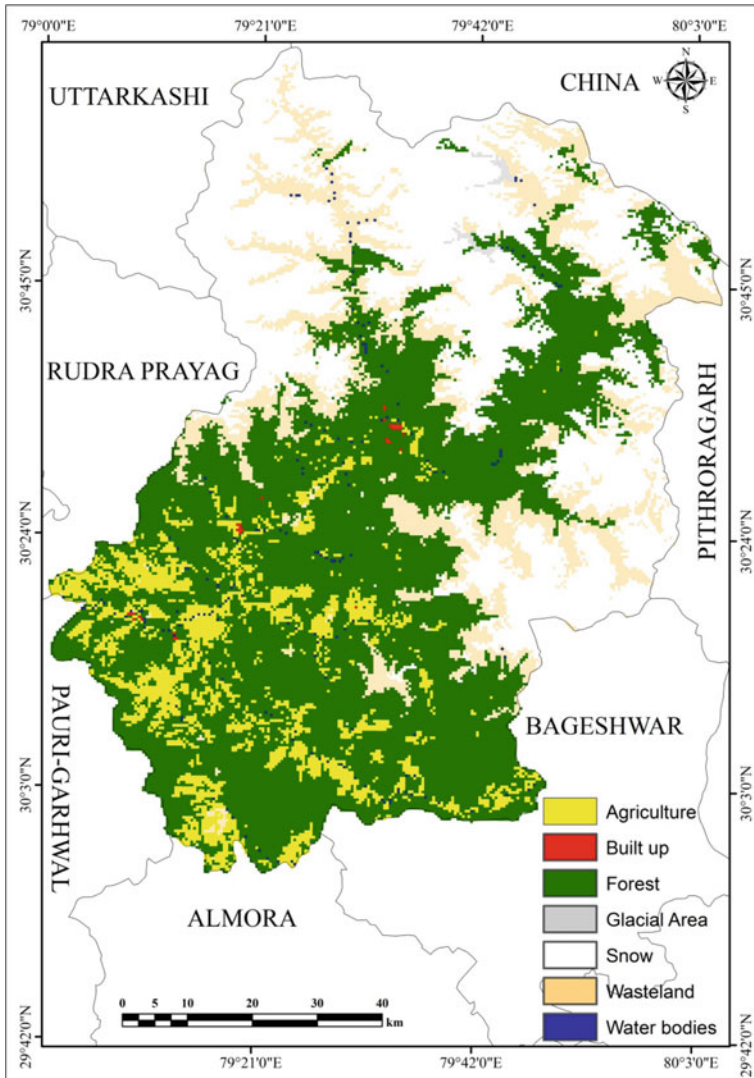 79°0'0"E 79°21'0"E 79°42'0"E 80°3'0"E
N
W E
S
CHINA
UTTARKASHI
30°45'0"N 30°45'0"N
RUDRA PRAYAG
PITHRORAGARH
30°24'0"N 30°24'0"N
PAURI-GARHWAL
BAGESHWAR
30°3'0"N 30°3'0"N
Agriculture
Built up
Forest
Glacial Area
Snow
Wasteland
Water bodies
ALMORA
0 5 10 20 30 40
km
29°42'0"N 29°42'0"N
79°21'0"E 79°42'0"E 80°3'0"E